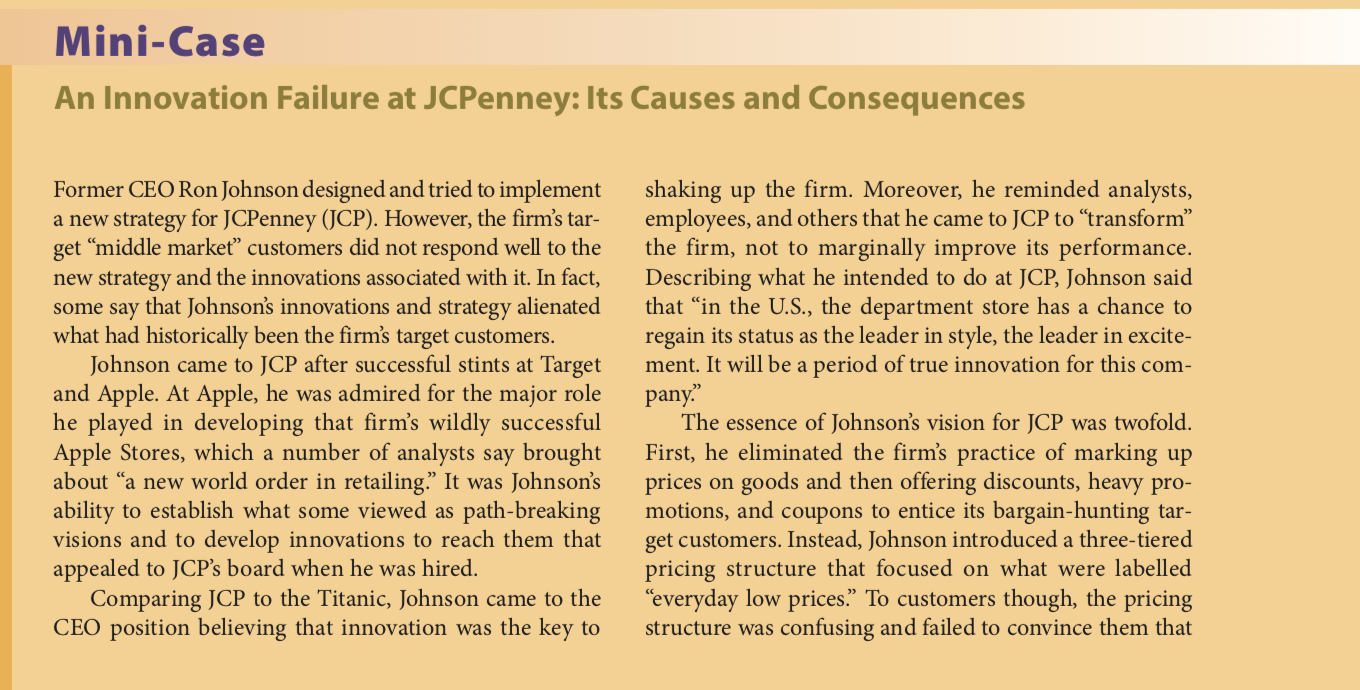 Mini-Case
An Innovation Failure at JCPenney: Its Causes and Consequences
Former CEO Ron Johnson designed and tried to implement
a new strategy for JCPenney (JCP). However, the firm's tar-
get “middle market” customers did not respond well to the
new strategy and the innovations associated with it. In fact,
some say that Johnson's innovations and strategy alienated
what had historically been the firm's target customers.
Johnson came to JCP after successful stints at Target
and Apple. At Apple, he was admired for the major role
he played in developing that firm's wildly successful
Apple Stores, which a number of analysts say brought
about “a new world order in retailing.” It was Johnson's
ability to establish what some viewed as path-breaking
visions and to develop innovations to reach them that
appealed to JCP's board when he was hired.
Comparing JCP to the Titanic, Johnson came to the
CEO position believing that innovation was the key to
shaking up the firm. Moreover, he reminded analysts,
employees, and others that he came to JCP to “transform”
the firm, not to marginally improve its performance.
Describing what he intended to do at JCP, Johnson said
that “in the U.S., the department store has a chance to
regain its status as the leader in style, the leader in excite-
ment. It will be a period of true innovation for this com-
pany.”
The essence of Johnson's vision for JCP was twofold.
First, he eliminated the firm's practice of marking up
prices on goods and then offering discounts, heavy pro-
motions, and coupons to entice its bargain-hunting tar-
get customers. Instead, Johnson introduced a three-tiered
pricing structure that focused on what were labelled
“everyday low prices.” To customers though, the pricing
structure was confusing and failed to convince them that